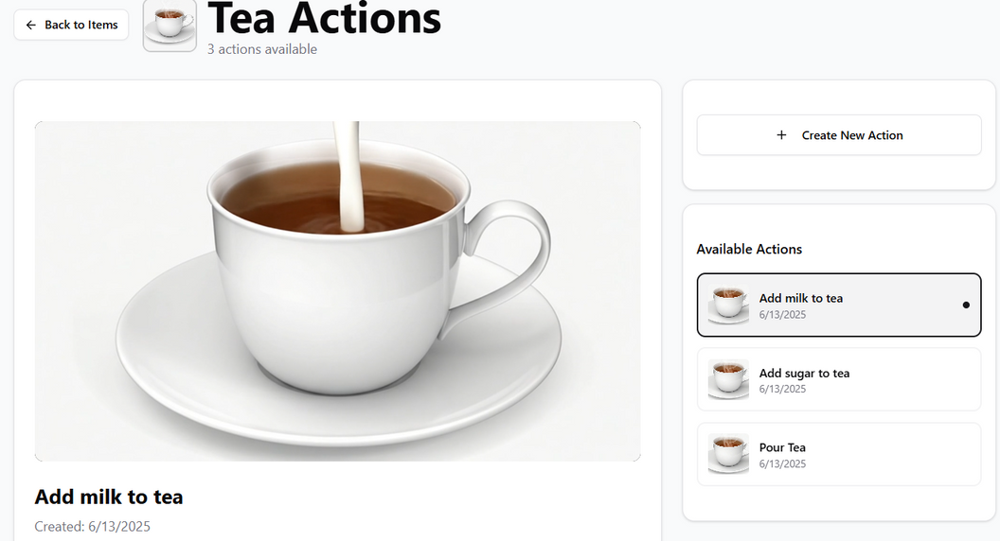 Back to Items
Tea Actions
3 actions available
Add milk to tea
Created: 6/13/2025
Create New Action
Available Actions
Add milk to tea
6/13/2025
Add sugar to tea
6/13/2025
Pour Tea
6/13/2025